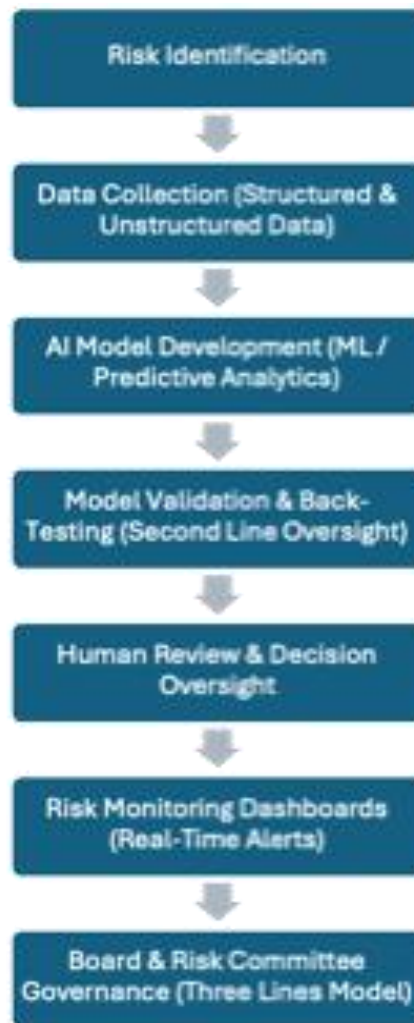 Risk Identification
Data Collection (Structured &
Unstructured Data)
AI Model Development (ML /
Predictive Analytics)
Model Validation & Back-
Testing (Second Line Oversight)
Human Review & Decision
Oversight
Risk Monitoring Dashboards
(Real-Time Alerts)
Board & Risk Committee
Governance (Three Lines Model)